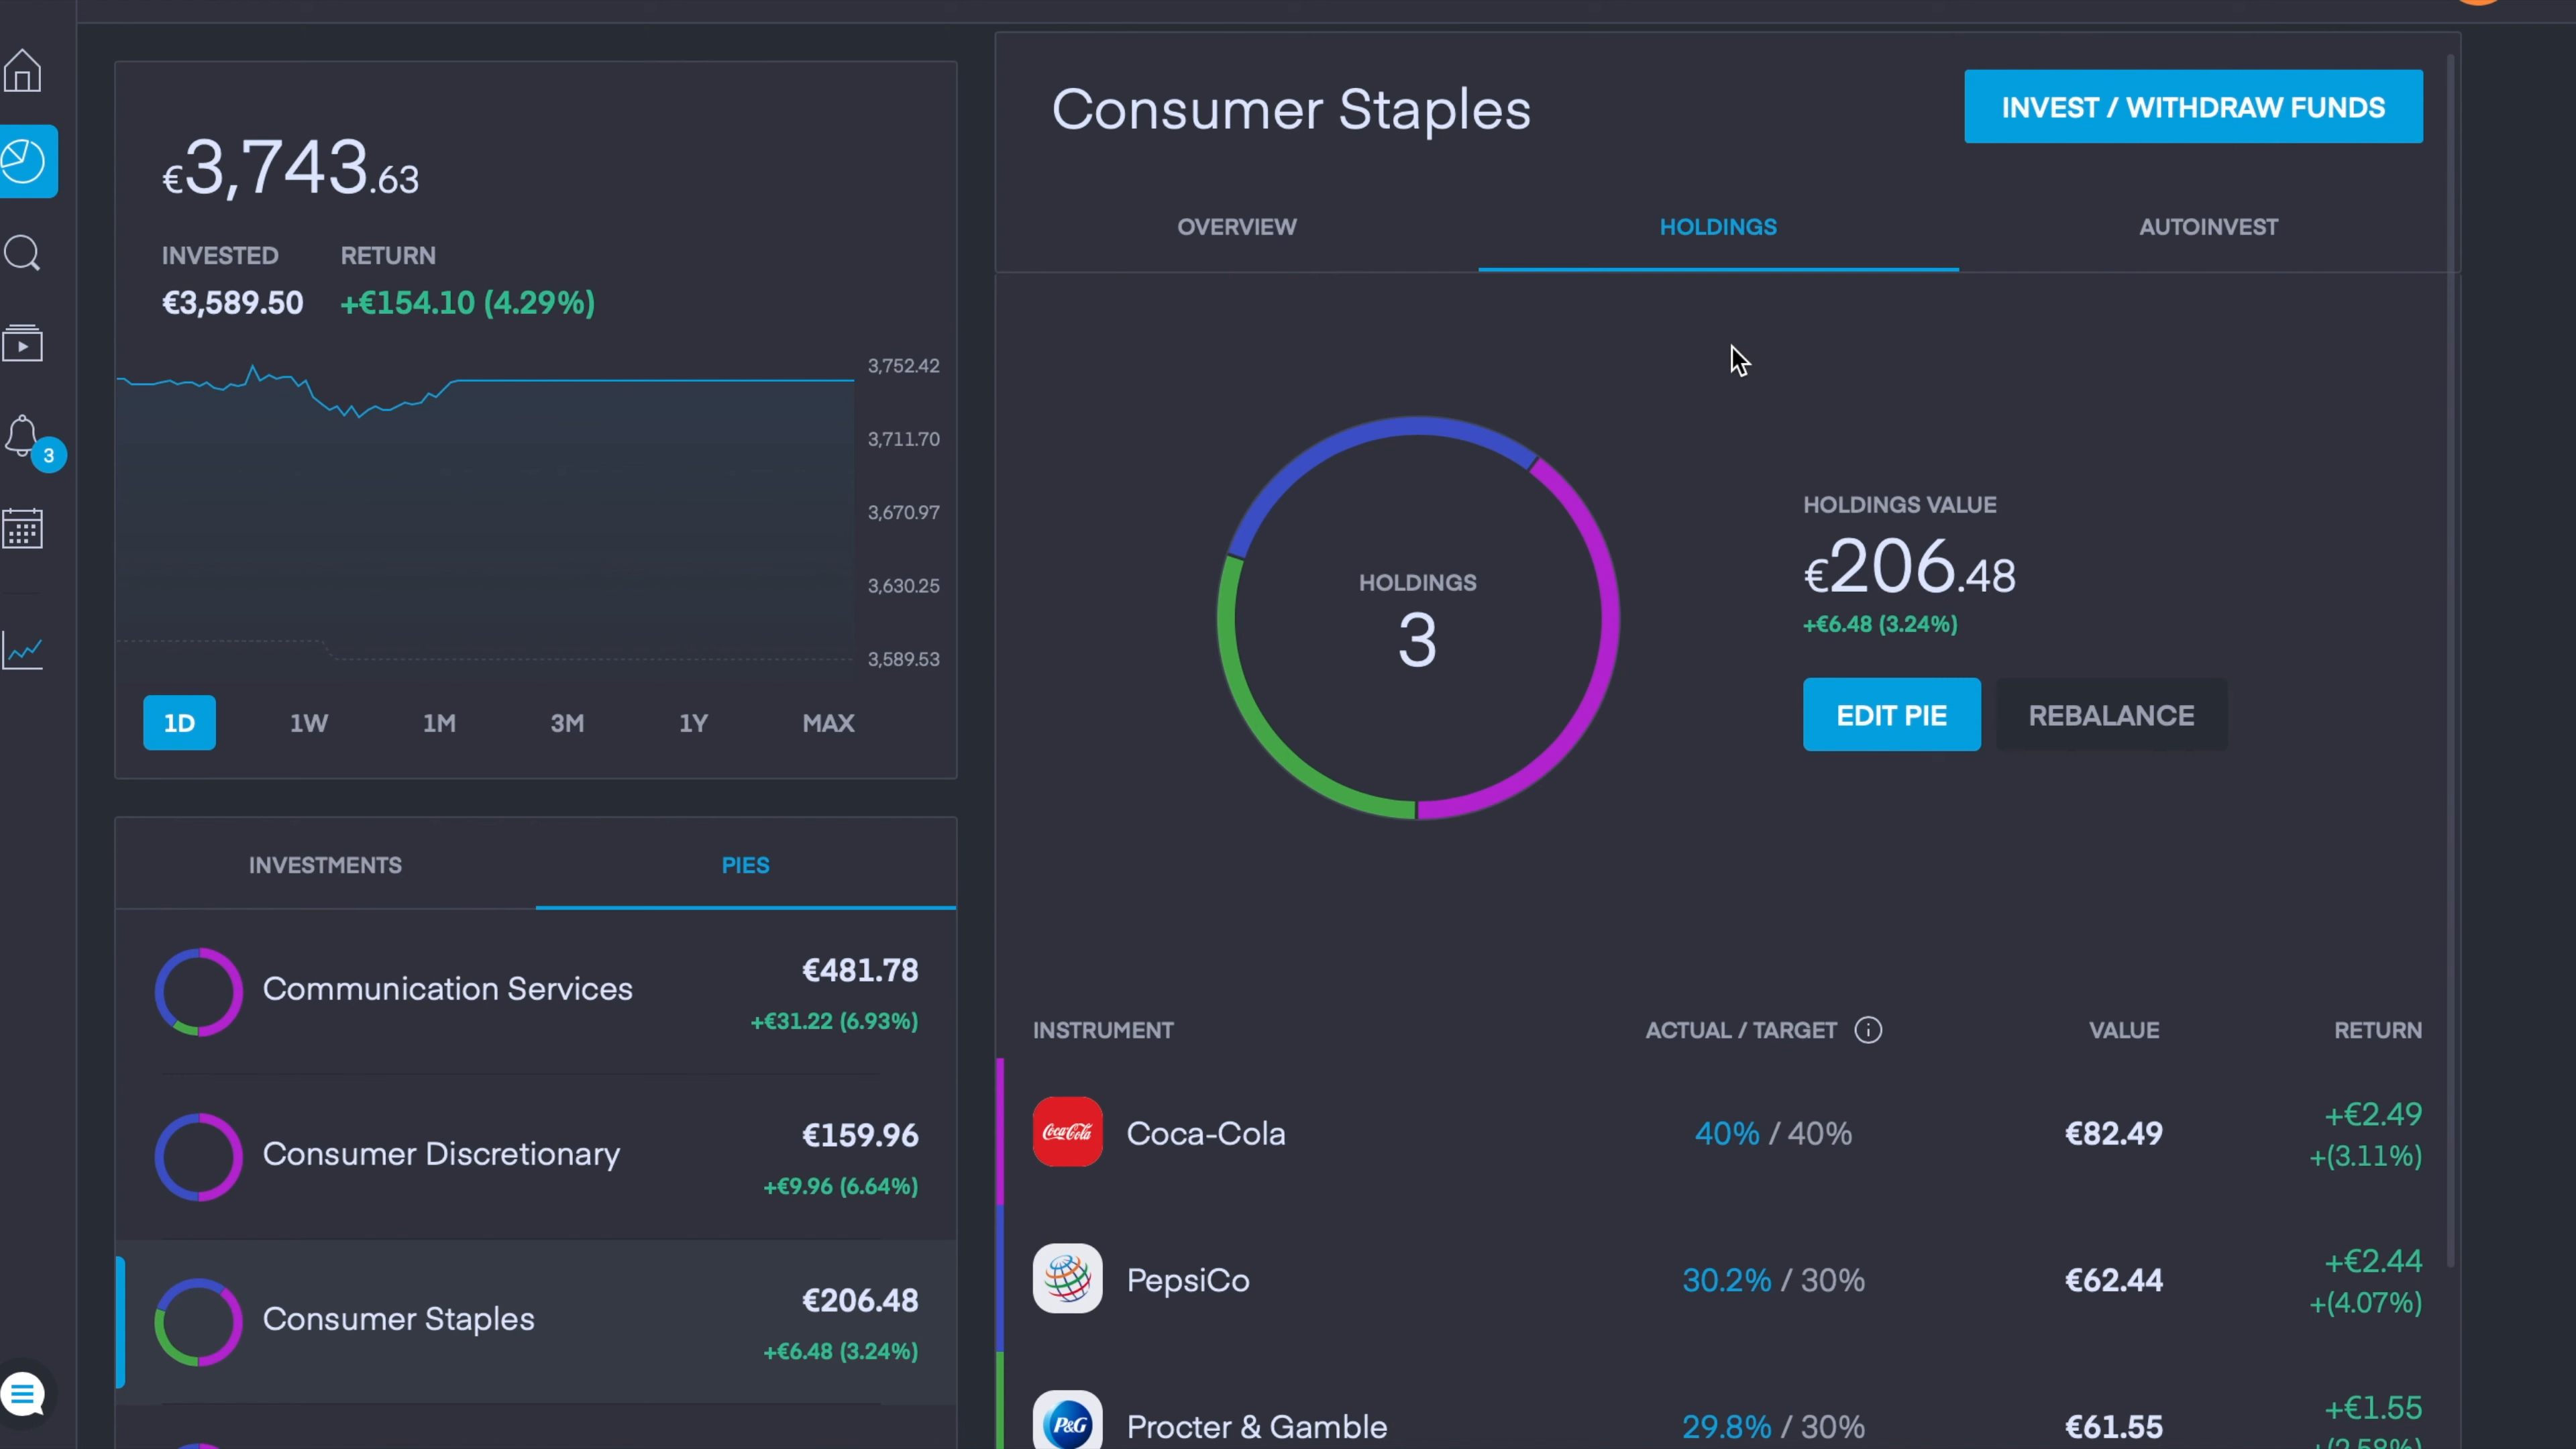 €3,743.63
INVESTED RETURN
€3,589.50 +€154.10 (4.29%)
3,752.42
3,711.70
3,670.97
3,630.25
3,589.53
1D 1W 1M 3M 1Y MAX
3
INVESTMENTS PIES
Communication Services €481.78
+€31.22 (6.93%)
Consumer Discretionary €159.96
+€9.96 (6.64%)
Consumer Staples €206.48
+€6.48 (3.24%)
Consumer Staples
INVEST / WITHDRAW FUNDS
OVERVIEW HOLDINGS AUTOINVEST
HOLDINGS
3
HOLDINGS VALUE
€206.48
+€6.48 (3.24%)
EDIT PIE REBALANCE
INSTRUMENT ACTUAL / TARGET i VALUE RETURN
Coca-Cola Coca-Cola 40% / 40% €82.49 +€2.49
+(3.11%)
PepsiCo 30.2% / 30% €62.44 +€2.44
+(4.07%)
P&G Procter & Gamble 29.8% / 30% €61.55 +€1.55